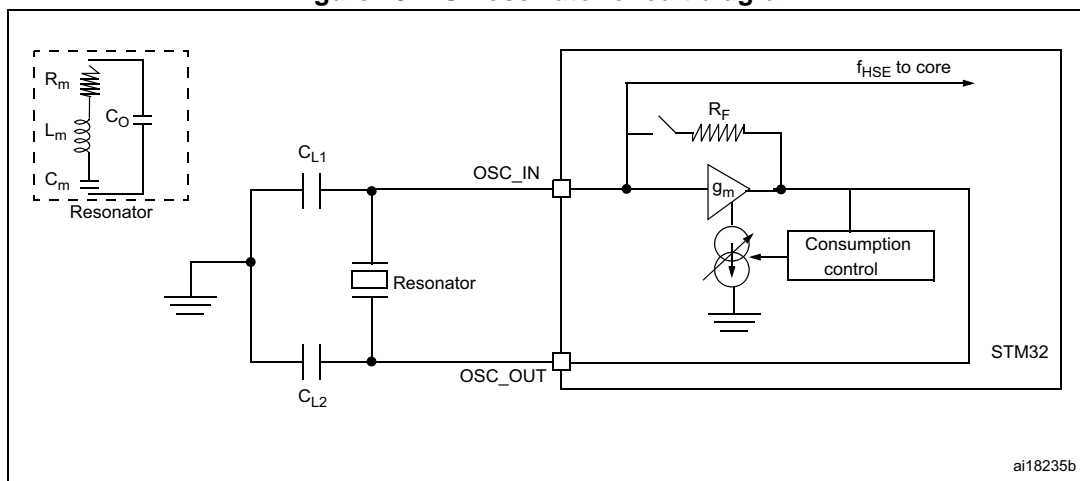 R_m
L_m
C_O
C_m
Resonator
C_L1
C_L2
Resonator
OSC_IN
OSC_OUT
f_HSE to core
R_F
g_m
Consumption
control
STM32
ai18235b